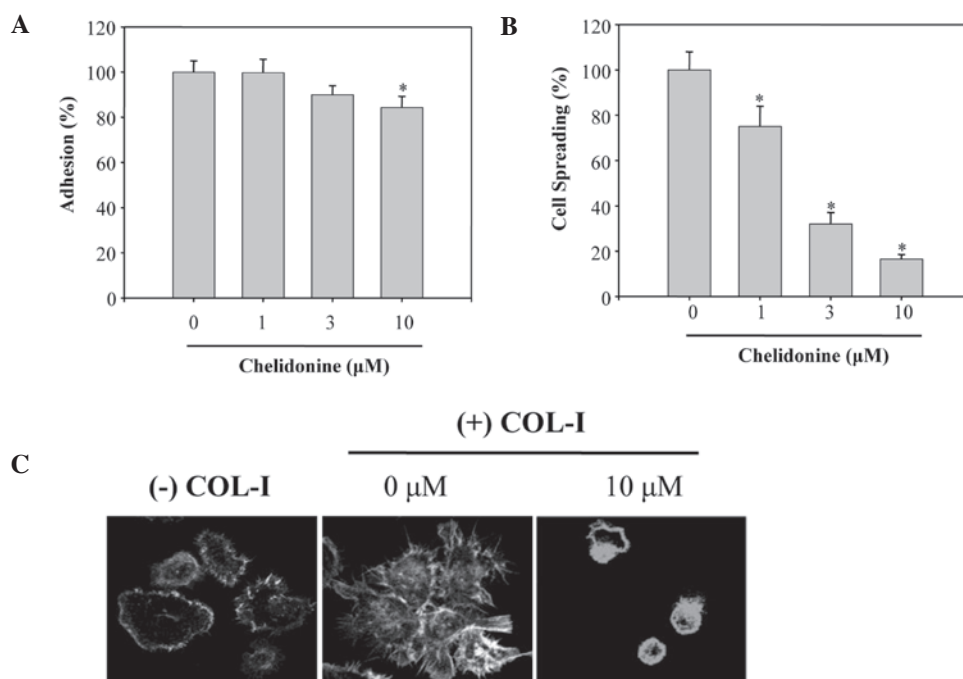 A
120
100
80
60
40
20
0
Adhesion (%)
*
0 1 3 10
Chelidonine (µM)
B
120
100
80
60
40
20
0
Cell Spreading (%)
*
*
*
0 1 3 10
Chelidonine (µM)
C
(+) COL-I
(-) COL-I 0 µM 10 µM